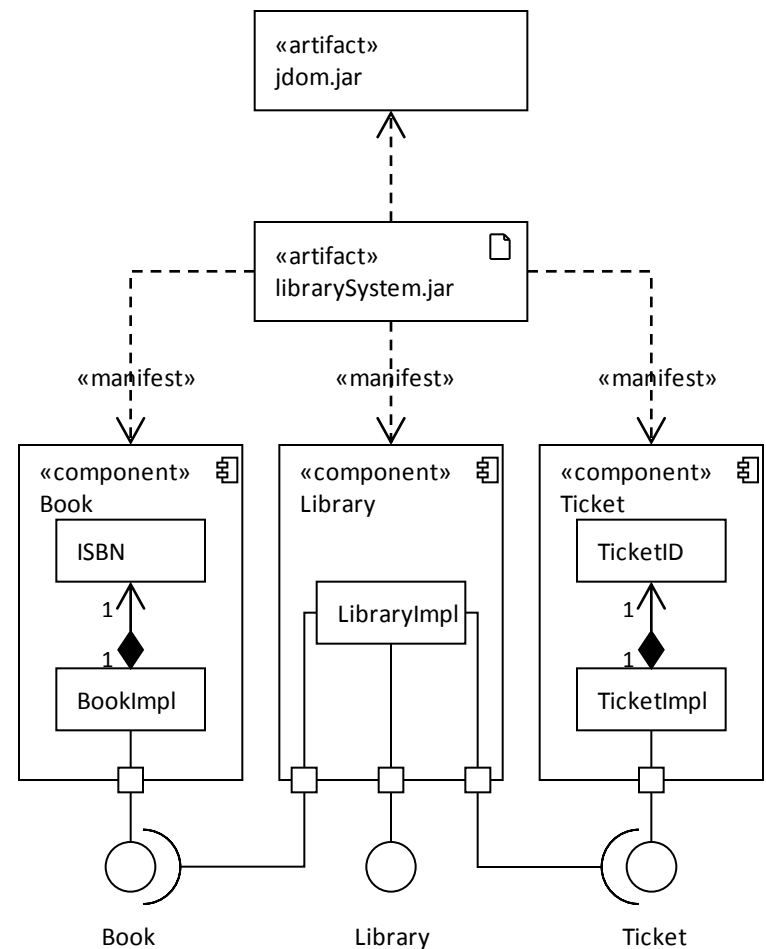 «artifact»
jdom.jar
«artifact»
librarySystem.jar
«manifest»
«manifest»
«manifest»
«component»
Book
ISBN
1
1
BookImpl
«component»
Library
LibraryImpl
«component»
Ticket
TicketID
1
1
TicketImpl
Book
Library
Ticket